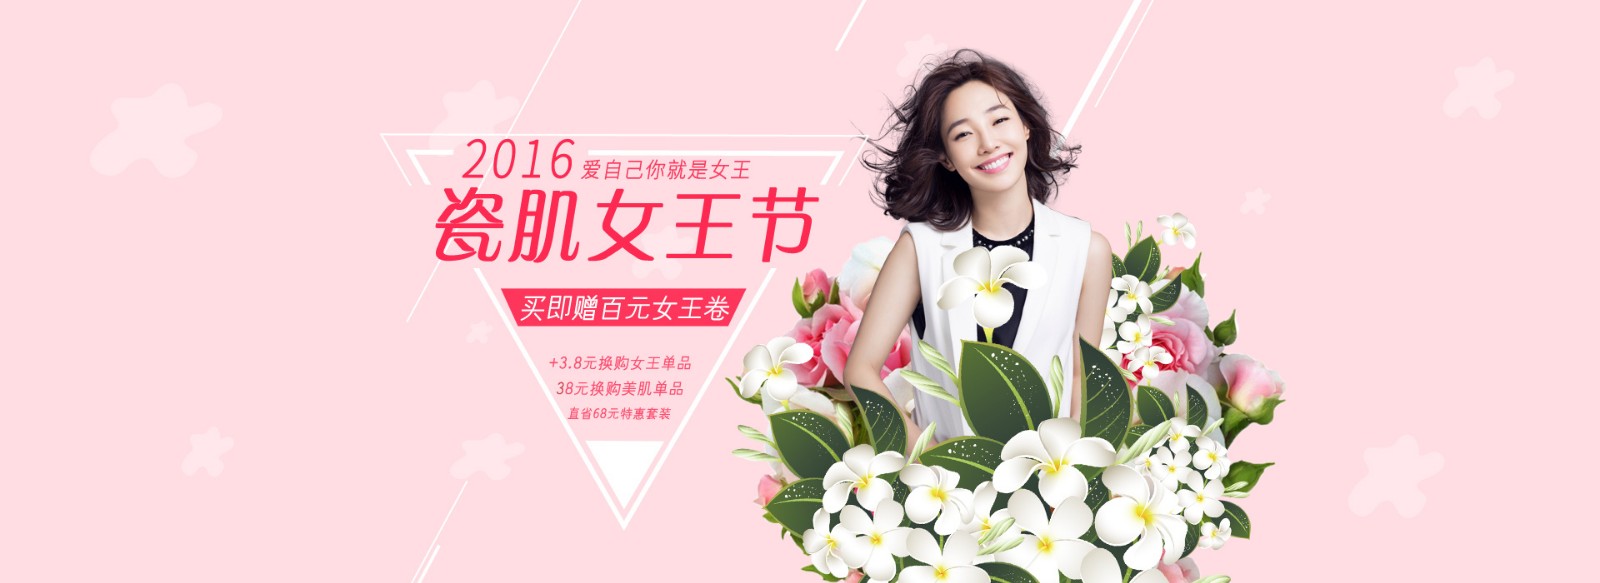 2016 爱自己你就是女王
瓷肌女王节
买即赠百元女王卷
+3.8元换购女王单品
38元换购美肌单品
直省68元特惠套装